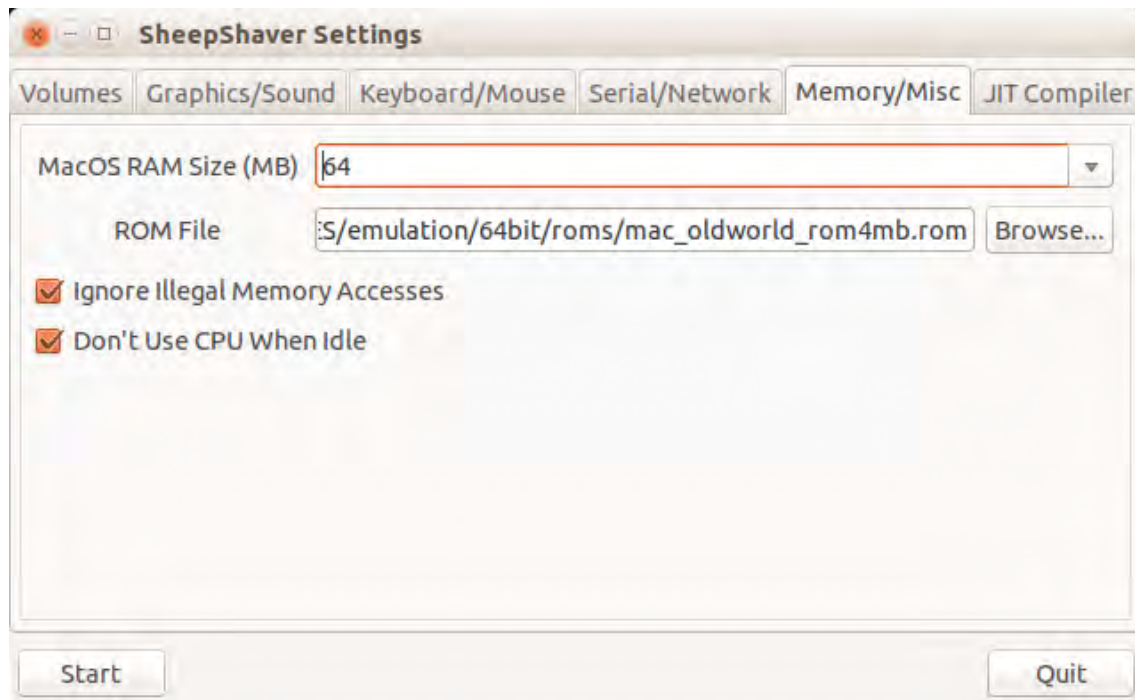 SheepShaver Settings
Volumes Graphics/Sound Keyboard/Mouse Serial/Network Memory/Misc JIT Compiler
MacOS RAM Size (MB) 64
ROM File S/emulation/64bit/roms/mac_oldworld_rom4mb.rom Browse...
Ignore Illegal Memory Accesses
Don't Use CPU When Idle
Start Quit